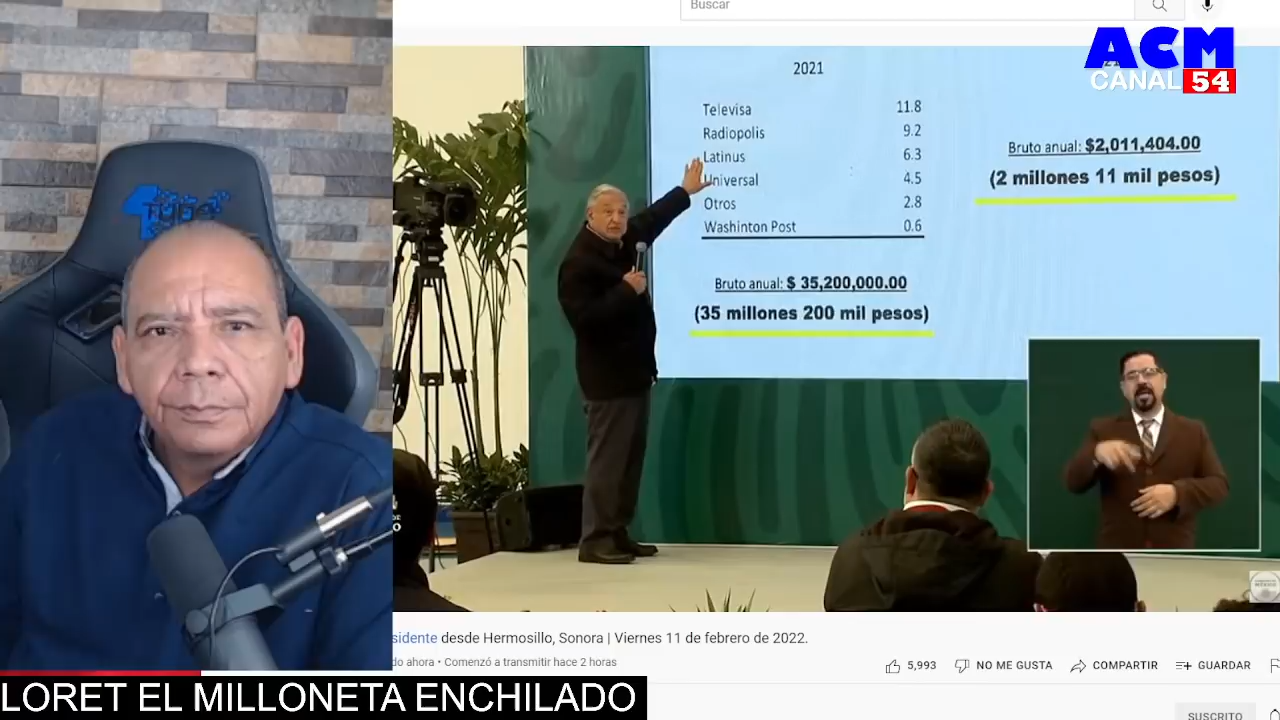 Buscar
ACM
CANAL 54
2021
Televisa 11.8
Radiopolis 9.2
Latinus 6.3
Universal 4.5
Otros 2.8
Washinton Post 0.6
Bruto anual: $ 35,200,000.00
(35 millones 200 mil pesos)
Bruto anual: $2,011,404.00
(2 millones 11 mil pesos)
sidente desde Hermosillo, Sonora | Viernes 11 de febrero de 2022.
do ahora • Comenzó a transmitir hace 2 horas
5,993
NO ME GUSTA
COMPARTIR
GUARDAR
SUSCRITO
LORET EL MILLONETA ENCHILADO